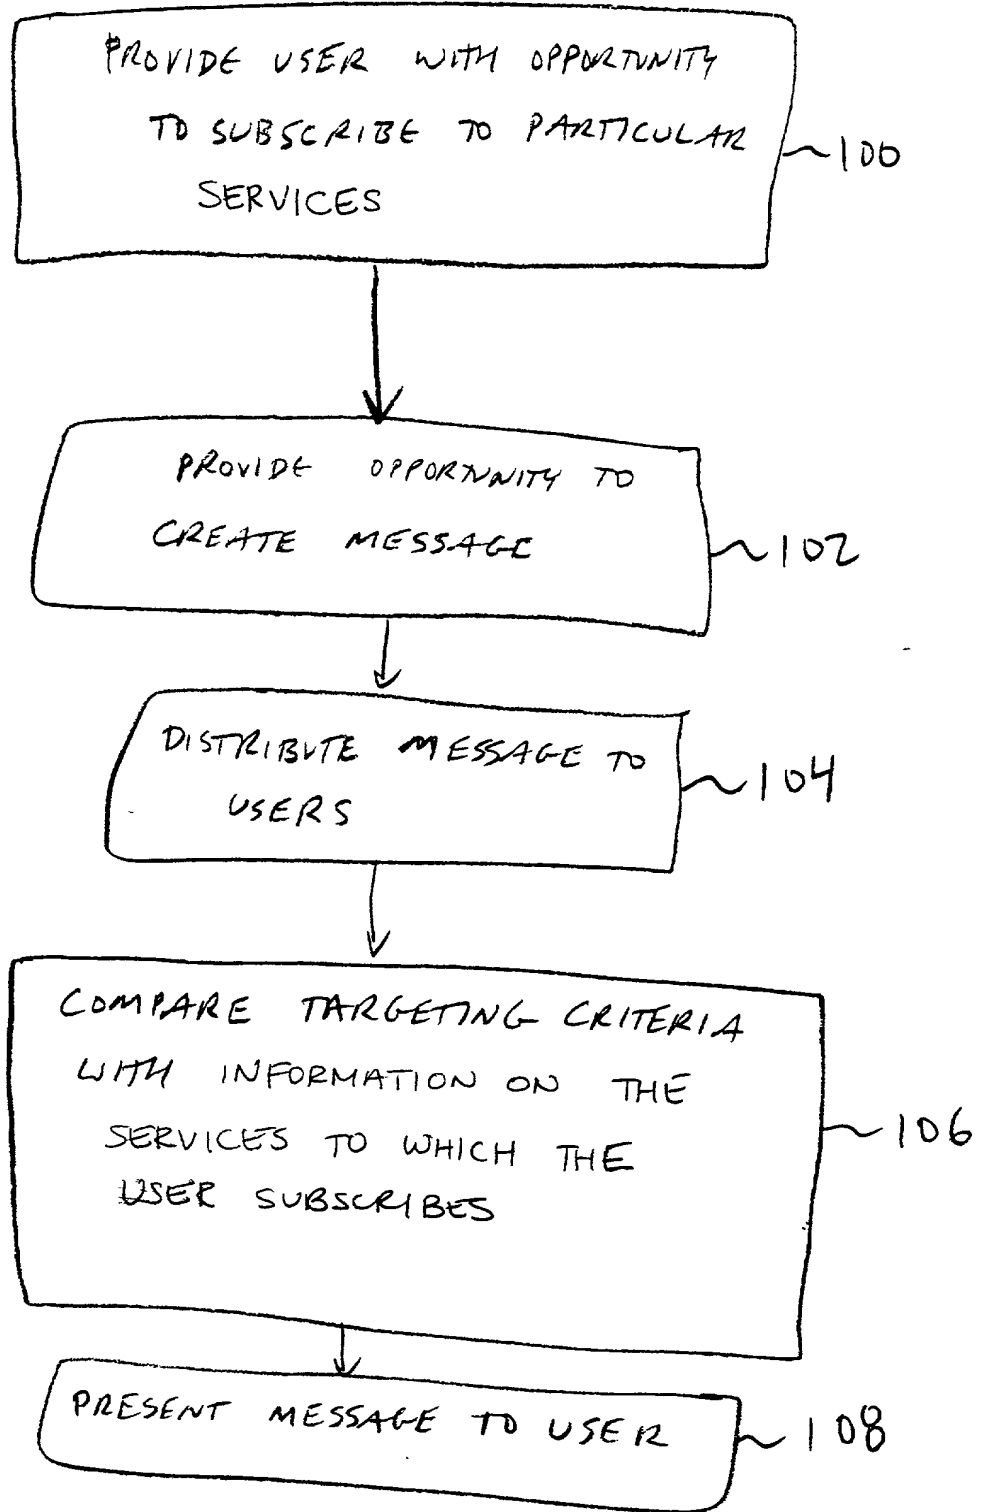 PROVIDE USER WITH OPPORTUNITY
TO SUBSCRIBE TO PARTICULAR
SERVICES
100
PROVIDE OPPORTUNITY TO
CREATE MESSAGE
102
DISTRIBUTE MESSAGE TO
USERS
104
COMPARE TARGETING CRITERIA
WITH INFORMATION ON THE
SERVICES TO WHICH THE
USER SUBSCRIBES
106
PRESENT MESSAGE TO USER
108